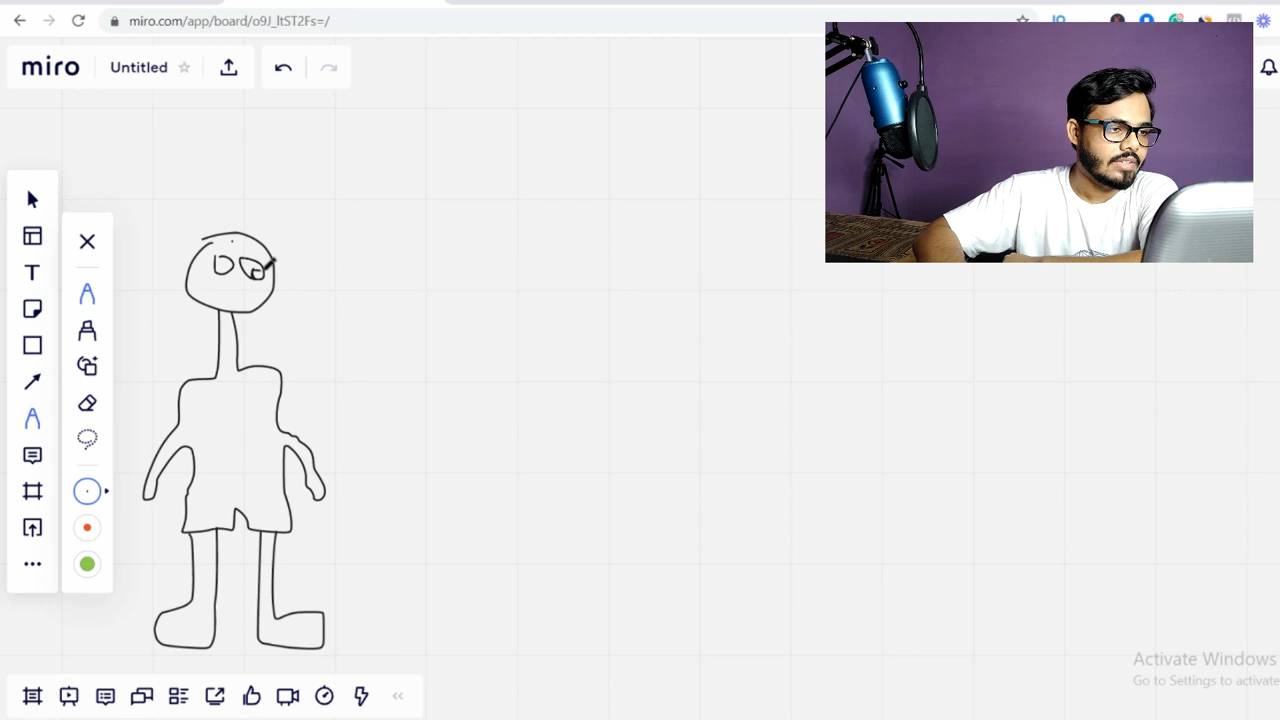 miro.com/app/board/o9J_ltST2Fs=/
miro
Untitled
T
Activate Windows
Go to Settings to activate